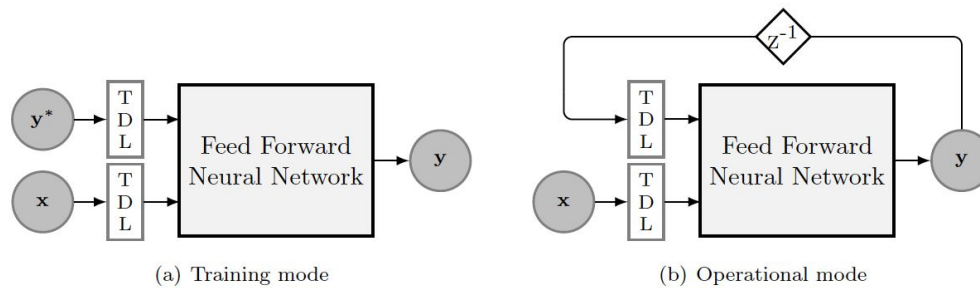 y*
T
D
L
x
T
D
L
Feed Forward
Neural Network
y
(a) Training mode
z-1
T
D
L
x
T
D
L
Feed Forward
Neural Network
y
(b) Operational mode